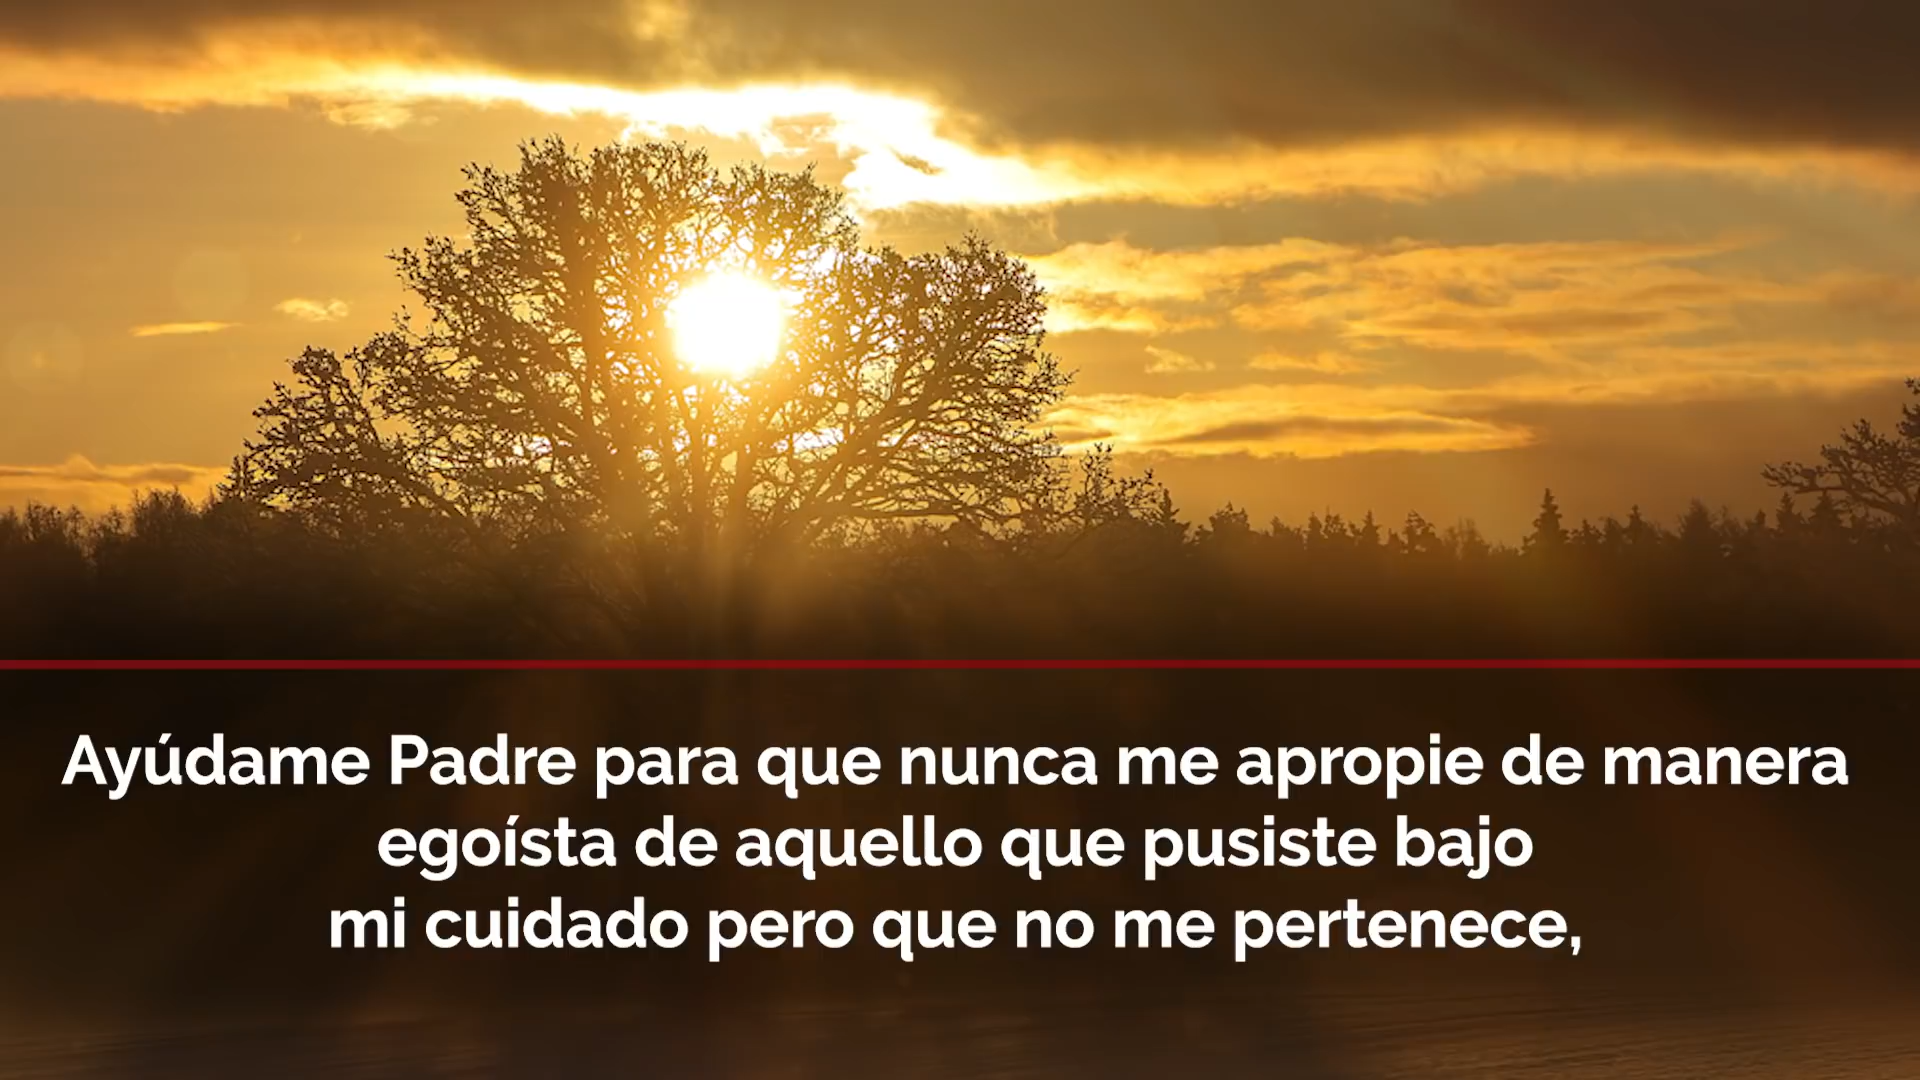 Ayúdame Padre para que nunca me apropie de manera
egoísta de aquello que pusiste bajo
mi cuidado pero que no me pertenece,